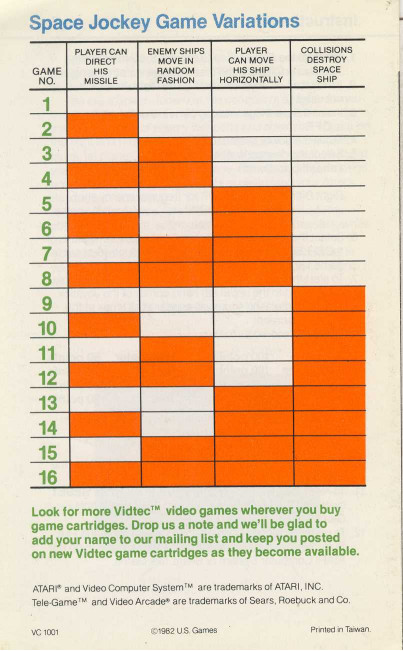 Space Jockey Game Variations
GAME NO.
PLAYER CAN DIRECT HIS MISSILE
ENEMY SHIPS MOVE IN RANDOM FASHION
PLAYER CAN MOVE HIS SHIP HORIZONTALLY
COLLISIONS DESTROY SPACE SHIP
1
2
3
4
5
6
7
8
9
10
11
12
13
14
15
16
Look for more Vidtec™ video games wherever you buy
game cartridges. Drop us a note and we'll be glad to
add your name to our mailing list and keep you posted
on new Vidtec game cartridges as they become available.
ATARI® and Video Computer System™ are trademarks of ATARI, INC.
Tele-Game™ and Video Arcade® are trademarks of Sears, Roebuck and Co.
VC 1001 ©1982 U.S. Games Printed in Taiwan.